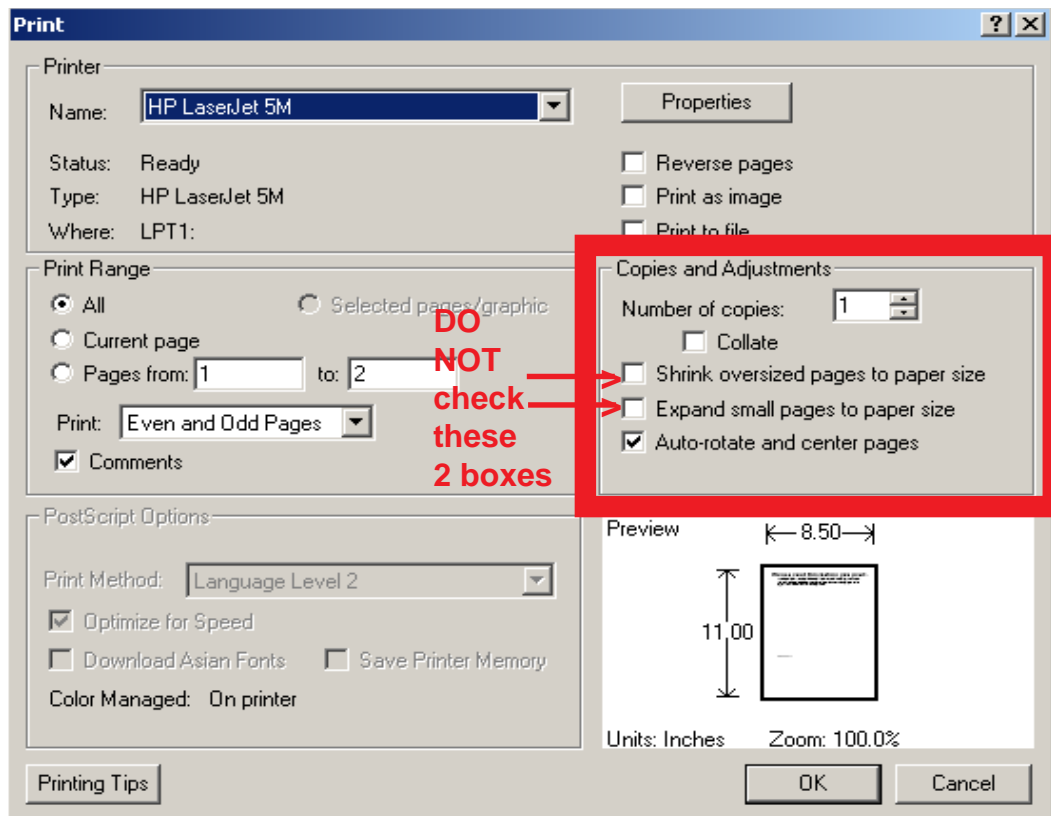 Print
Printer
Name: HP LaserJet 5M
Properties
Status: Ready
Type: HP LaserJet 5M
Where: LPT1:
Reverse pages
Print as image
Print to file
Print Range
All
Selected pages/graphic
Current page
Pages from: 1 to: 2
Print: Even and Odd Pages
Comments
DO
NOT
check
these
2 boxes
Copies and Adjustments
Number of copies: 1
Collate
Shrink oversized pages to paper size
Expand small pages to paper size
Auto-rotate and center pages
PostScript Options
Print Method: Language Level 2
Optimize for Speed
Download Asian Fonts Save Printer Memory
Color Managed: On printer
Preview
8.50
11.00
Units: Inches Zoom: 100.0%
Printing Tips
OK
Cancel